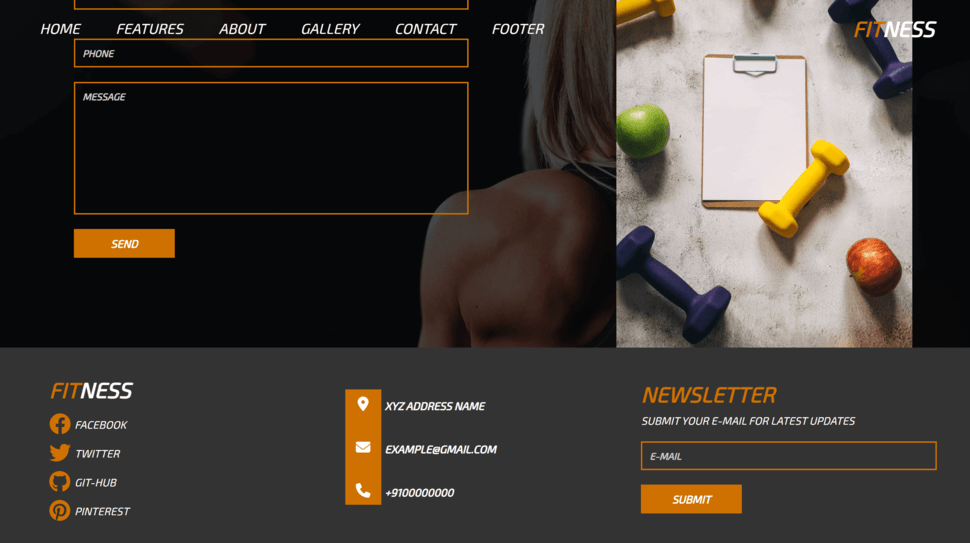 HOME FEATURES ABOUT GALLERY CONTACT FOOTER FITNESS
PHONE
MESSAGE
SEND
FITNESS
FACEBOOK
TWITTER
GIT-HUB
PINTEREST
XYZ ADDRESS NAME
EXAMPLE@GMAIL.COM
+9100000000
NEWSLETTER
SUBMIT YOUR E-MAIL FOR LATEST UPDATES
E-MAIL
SUBMIT